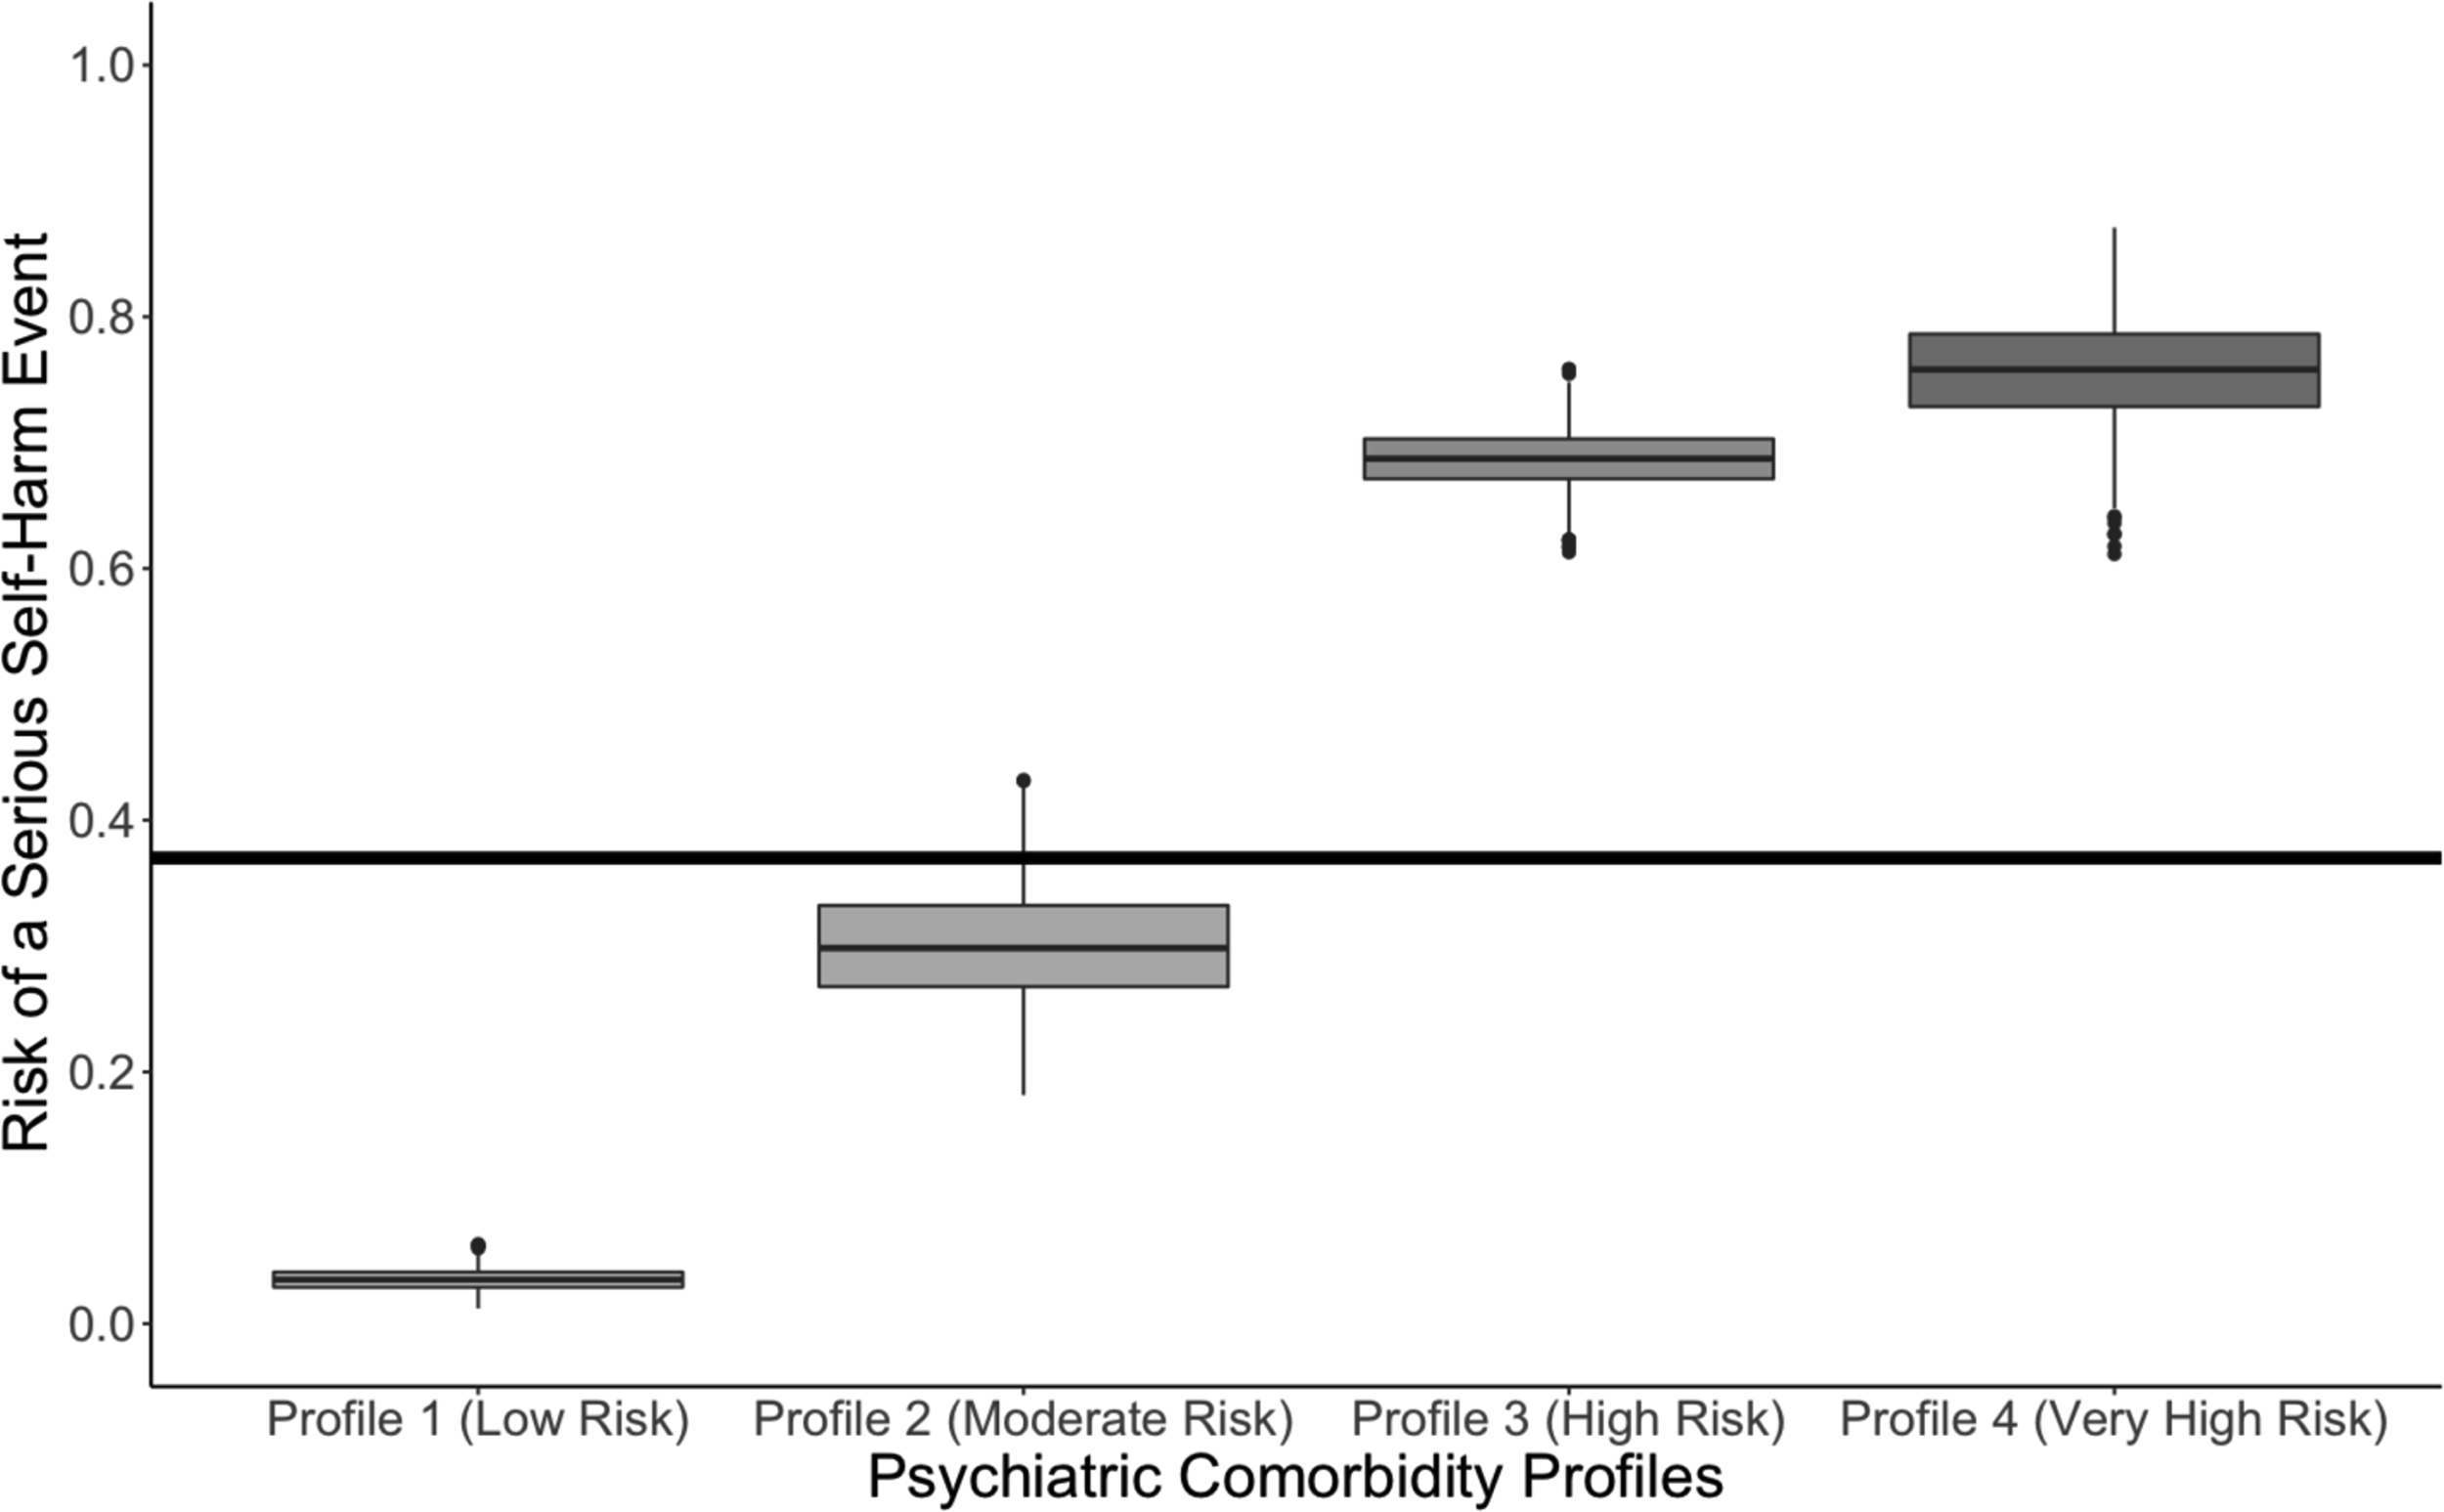 Risk of a Serious Self-Harm Event
1.0
0.8
0.6
0.4
0.2
0.0
Profile 1 (Low Risk)
Profile 2 (Moderate Risk)
Profile 3 (High Risk)
Profile 4 (Very High Risk)
Psychiatric Comorbidity Profiles